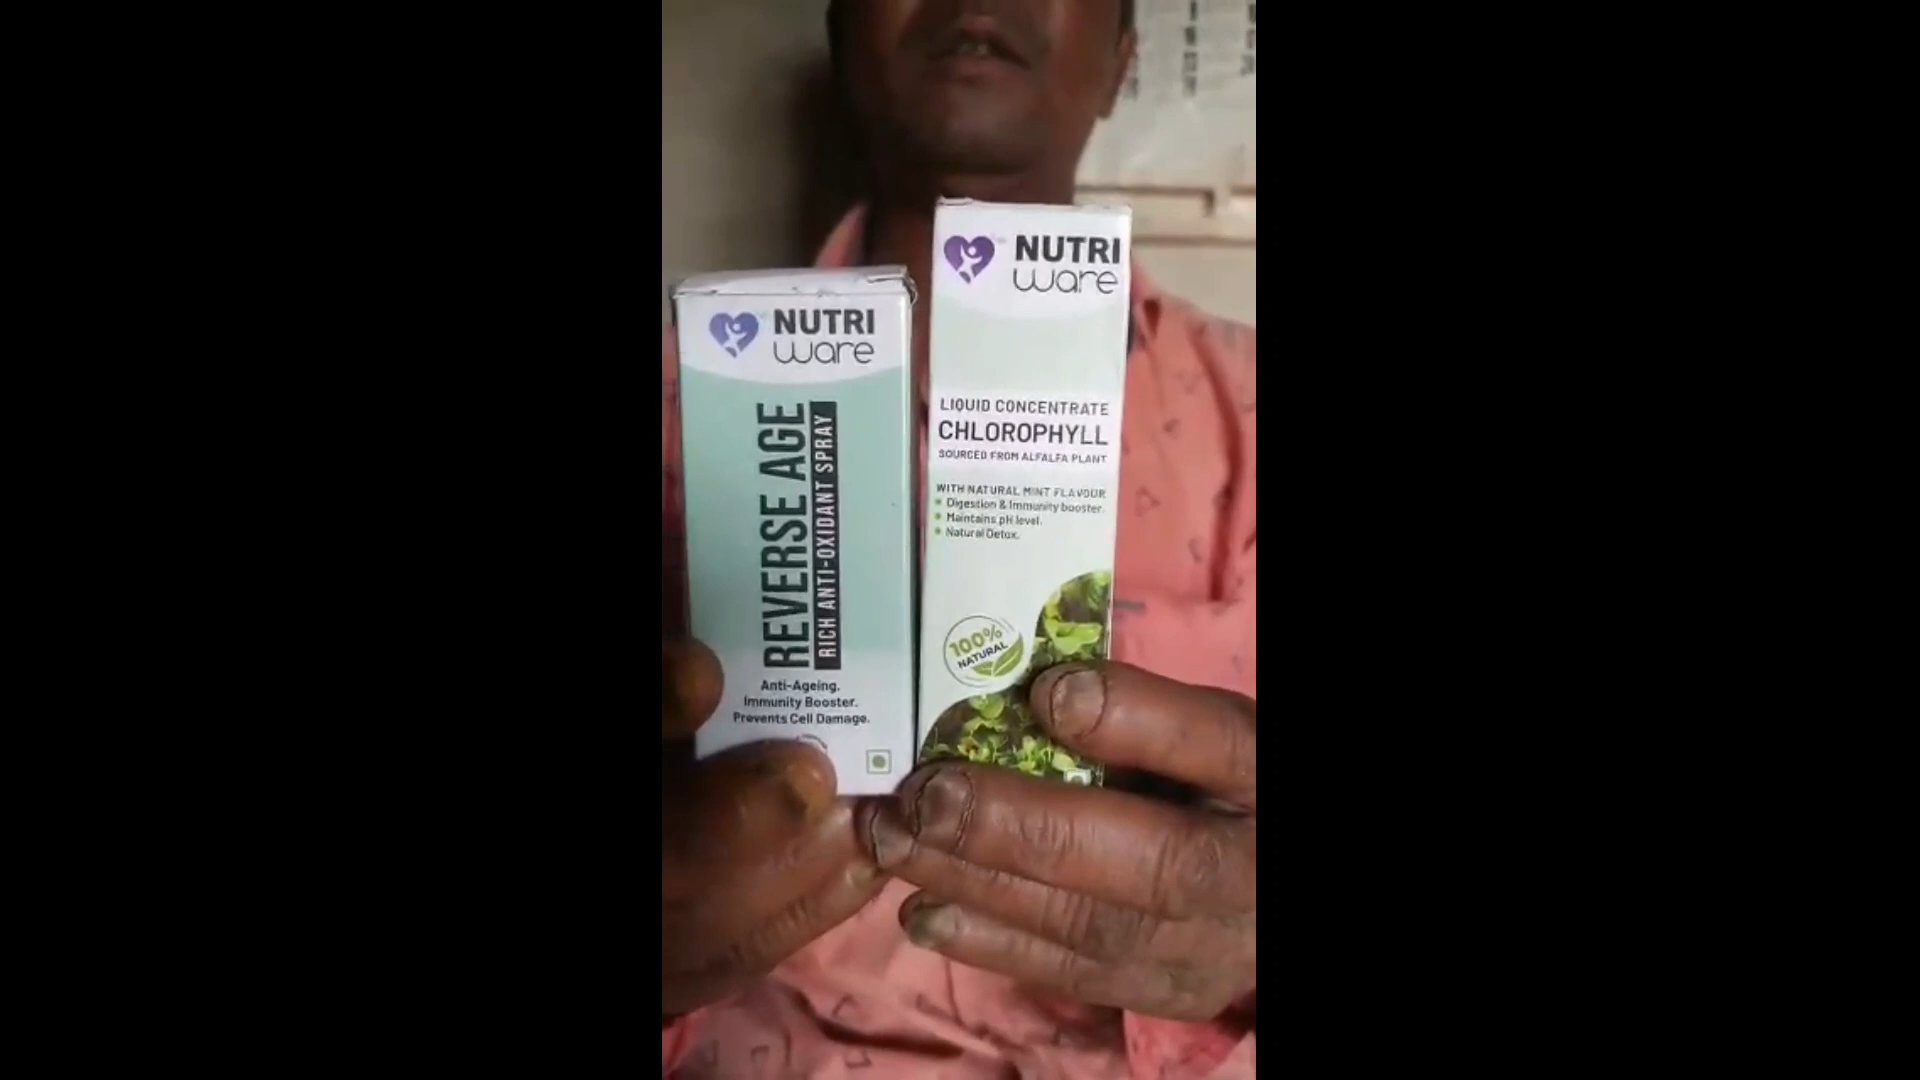 NUTRI
ware
REVERSE AGE
RICH ANTI-OXIDANT SPRAY
Anti-Ageing.
Immunity Booster.
Prevents Cell Damage.
NUTRI
ware
LIQUID CONCENTRATE
CHLOROPHYLL
SOURCED FROM ALFALFA PLANT
WITH NATURAL MINT FLAVOUR
Digestion & Immunity booster.
Maintains pH level.
Natural Detox.
100%
NATURAL